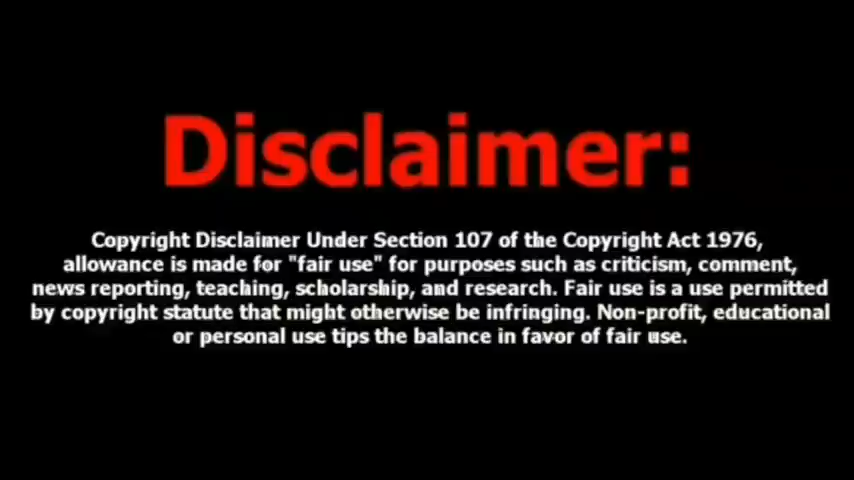 Disclaimer:
Copyright Disclaimer Under Section 107 of the Copyright Act 1976,
allowance is made for "fair use" for purposes such as criticism, comment,
news reporting, teaching, scholarship, and research. Fair use is a use permitted
by copyright statute that might otherwise be infringing. Non-profit, educational
or personal use tips the balance in favor of fair use.